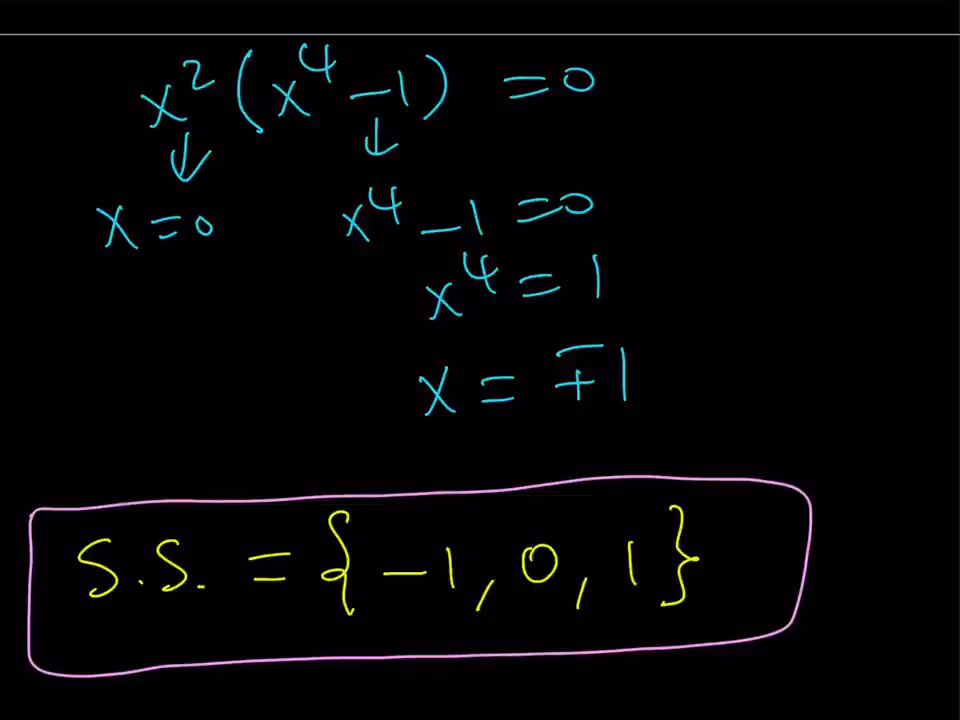 x² (x⁴ − 1) = 0
↓ ↓
x = 0 x⁴ − 1 = 0
x⁴ = 1
x = ∓1
S.S. = {−1, 0, 1}